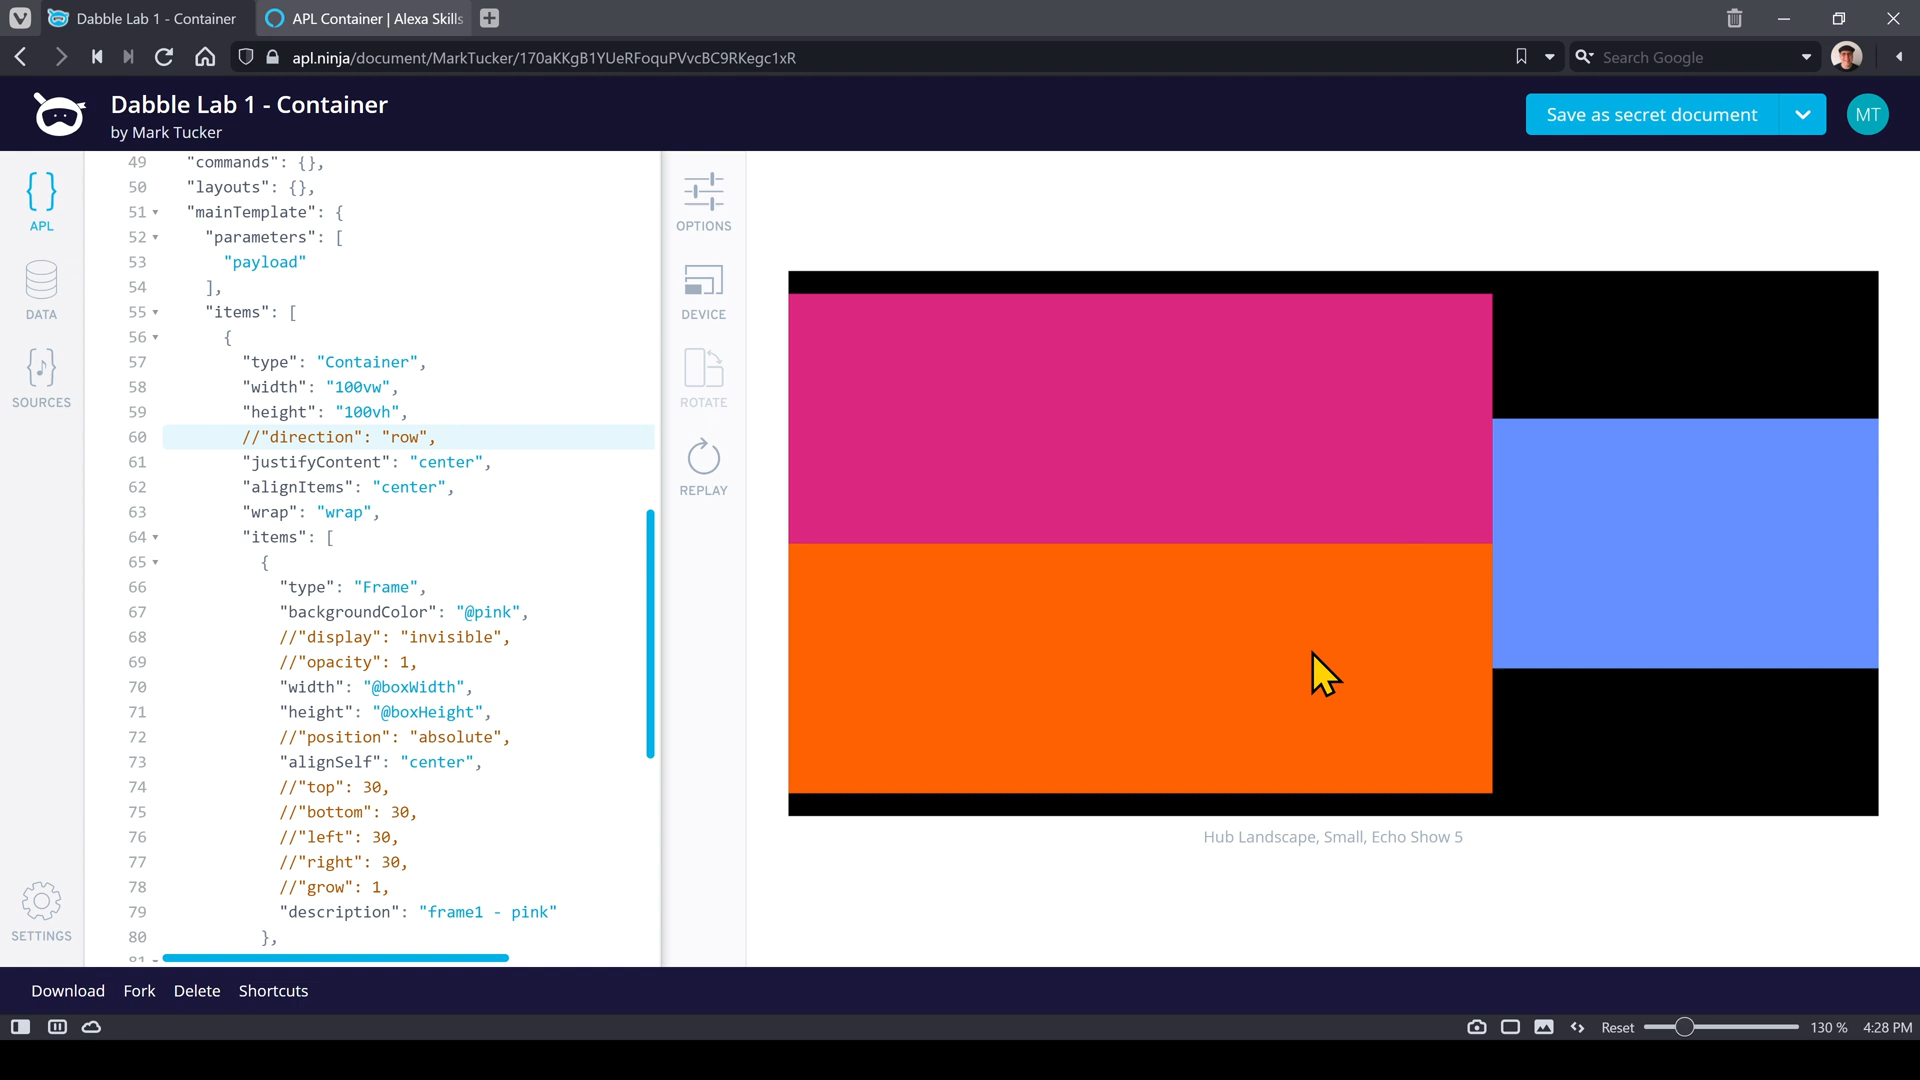 Dabble Lab 1 - Container
APL Container | Alexa Skills
apl.ninja/document/MarkTucker/170aKKgB1YUeRFoquPVvcBC9RKegc1xR
Search Google
Dabble Lab 1 - Container
by Mark Tucker
Save as secret document
MT
APL
DATA
SOURCES
SETTINGS
49 "commands": {},
50 "layouts": {},
51 "mainTemplate": {
52 "parameters": [
53 "payload"
54 ],
55 "items": [
56 {
57 "type": "Container",
58 "width": "100vw",
59 "height": "100vh",
60 //"direction": "row",
61 "justifyContent": "center",
62 "alignItems": "center",
63 "wrap": "wrap",
64 "items": [
65 {
66 "type": "Frame",
67 "backgroundColor": "@pink",
68 //"display": "invisible",
69 //"opacity": 1,
70 "width": "@boxWidth",
71 "height": "@boxHeight",
72 //"position": "absolute",
73 "alignSelf": "center",
74 //"top": 30,
75 //"bottom": 30,
76 //"left": 30,
77 //"right": 30,
78 //"grow": 1,
79 "description": "frame1 - pink"
80 },
81
OPTIONS
DEVICE
ROTATE
REPLAY
Hub Landscape, Small, Echo Show 5
Download Fork Delete Shortcuts
Reset 130 % 4:28 PM